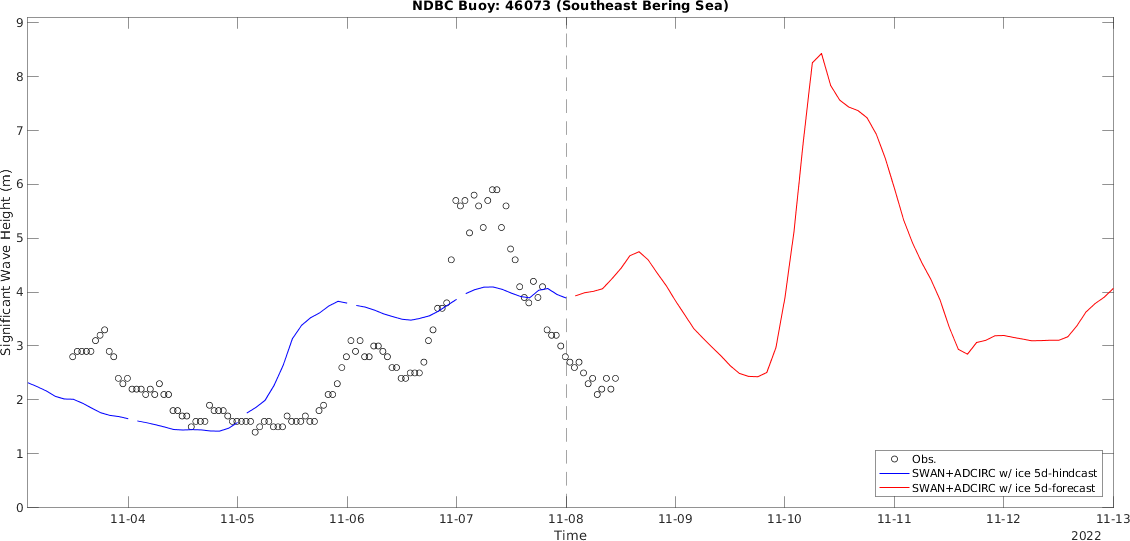 NDBC Buoy: 46073 (Southeast Bering Sea)
9
8
7
6
5
4
3
2
1
0
Significant Wave Height (m)
Obs.
SWAN+ADCIRC w/ ice 5d-hindcast
SWAN+ADCIRC w/ ice 5d-forecast
11-04 11-05 11-06 11-07 11-08 11-09 11-10 11-11 11-12 11-13
Time
2022